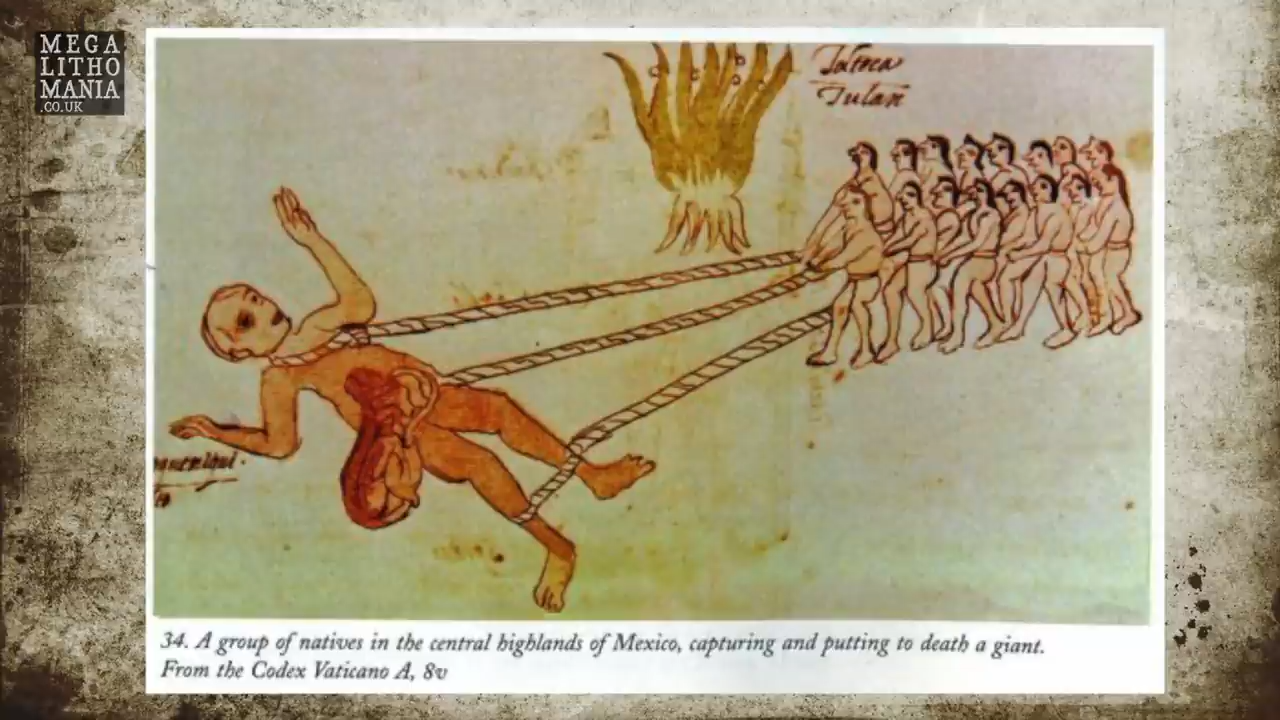 MEGA
LITHO
MANIA
.CO.UK
Tulan
34. A group of natives in the central highlands of Mexico, capturing and putting to death a giant.
From the Codex Vaticano A, 8v